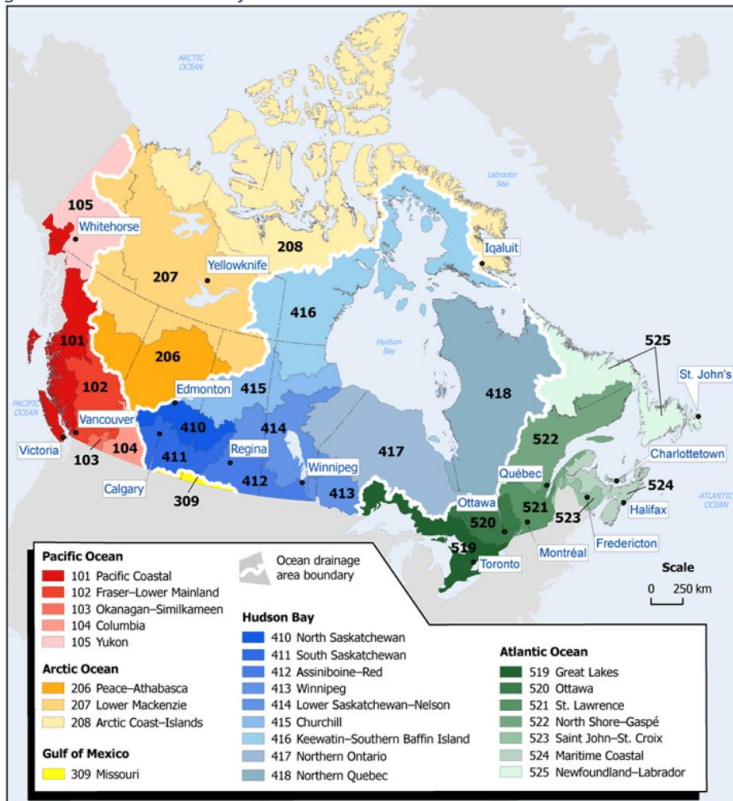 ARCTIC
OCEAN
105
Whitehorse
Labrador
Sea
208
Iqaluit
Yellowknife
207
416
Hudson
Bay
101
206
525
418
St. John's
102
Edmonton
415
PACIFIC
OCEAN
Vancouver
410
414
522
Charlottetown
Victoria
104
103
411
Regina
417
Québec
Calgary
309
412
Winnipeg
413
Ottawa
521
524
ATLANTIC
OCEAN
520
523
Halifax
519
Montréal
Fredericton
Toronto
Scale
0 250 km
Pacific Ocean
101 Pacific Coastal
102 Fraser–Lower Mainland
103 Okanagan–Similkameen
104 Columbia
105 Yukon
Arctic Ocean
206 Peace–Athabasca
207 Lower Mackenzie
208 Arctic Coast–Islands
Gulf of Mexico
309 Missouri
Ocean drainage
area boundary
Hudson Bay
410 North Saskatchewan
411 South Saskatchewan
412 Assiniboine–Red
413 Winnipeg
414 Lower Saskatchewan–Nelson
415 Churchill
416 Keewatin–Southern Baffin Island
417 Northern Ontario
418 Northern Quebec
Atlantic Ocean
519 Great Lakes
520 Ottawa
521 St. Lawrence
522 North Shore–Gaspé
523 Saint John–St. Croix
524 Maritime Coastal
525 Newfoundland–Labrador